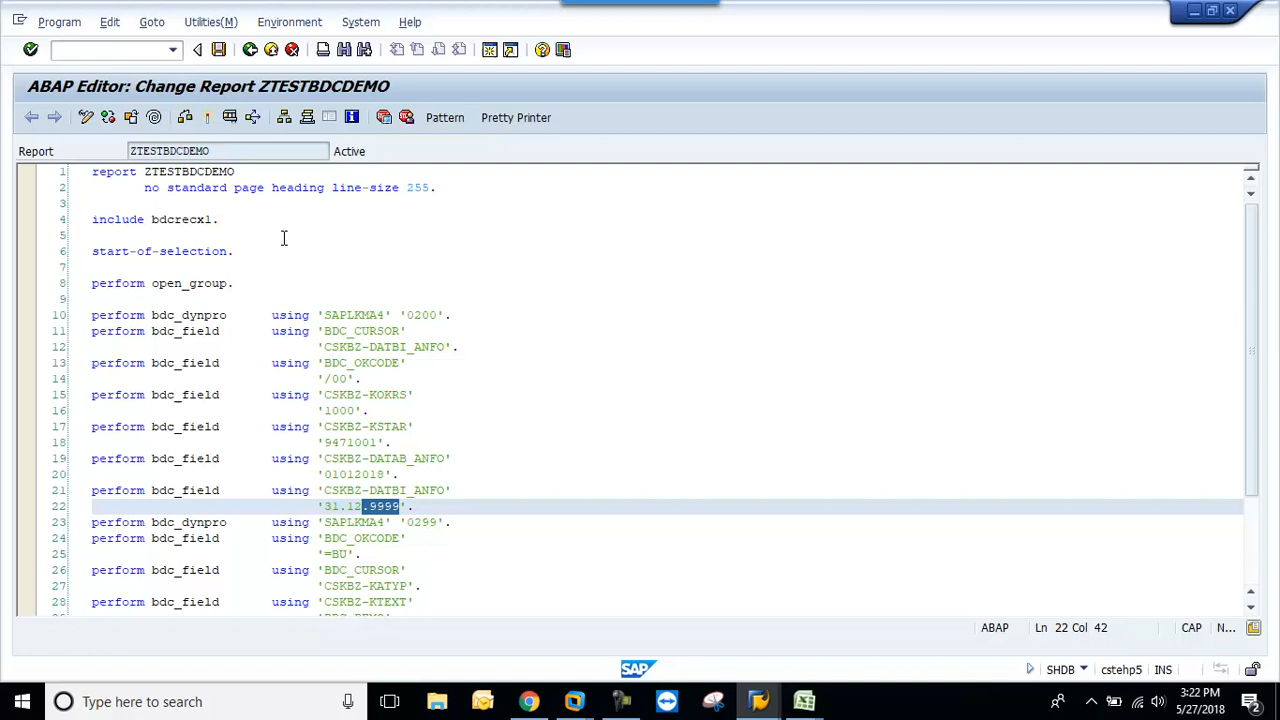 Program Edit Goto Utilities(M) Environment System Help
ABAP Editor: Change Report ZTESTBDCDEMO
Pattern Pretty Printer
Report ZTESTBDCDEMO Active
1 report ZTESTBDCDEMO
2 no standard page heading line-size 255.
3
4 include bdcrecx1.
5
6 start-of-selection.
7
8 perform open_group.
9
10 perform bdc_dynpro using 'SAPLKMA4' '0200'.
11 perform bdc_field using 'BDC_CURSOR'
12 'CSKBZ-DATBI_ANFO'.
13 perform bdc_field using 'BDC_OKCODE'
14 '/00'.
15 perform bdc_field using 'CSKBZ-KOKRS'
16 '1000'.
17 perform bdc_field using 'CSKBZ-KSTAR'
18 '9471001'.
19 perform bdc_field using 'CSKBZ-DATAB_ANFO'
20 '01012018'.
21 perform bdc_field using 'CSKBZ-DATBI_ANFO'
22 '31.12.9999'.
23 perform bdc_dynpro using 'SAPLKMA4' '0299'.
24 perform bdc_field using 'BDC_OKCODE'
25 '=BU'.
26 perform bdc_field using 'BDC_CURSOR'
27 'CSKBZ-KATYP'.
28 perform bdc_field using 'CSKBZ-KTEXT'
ABAP Ln 22 Col 42 CAP N...
SAP SHDB cstehp5 INS
Type here to search
3:22 PM
5/27/2018
2